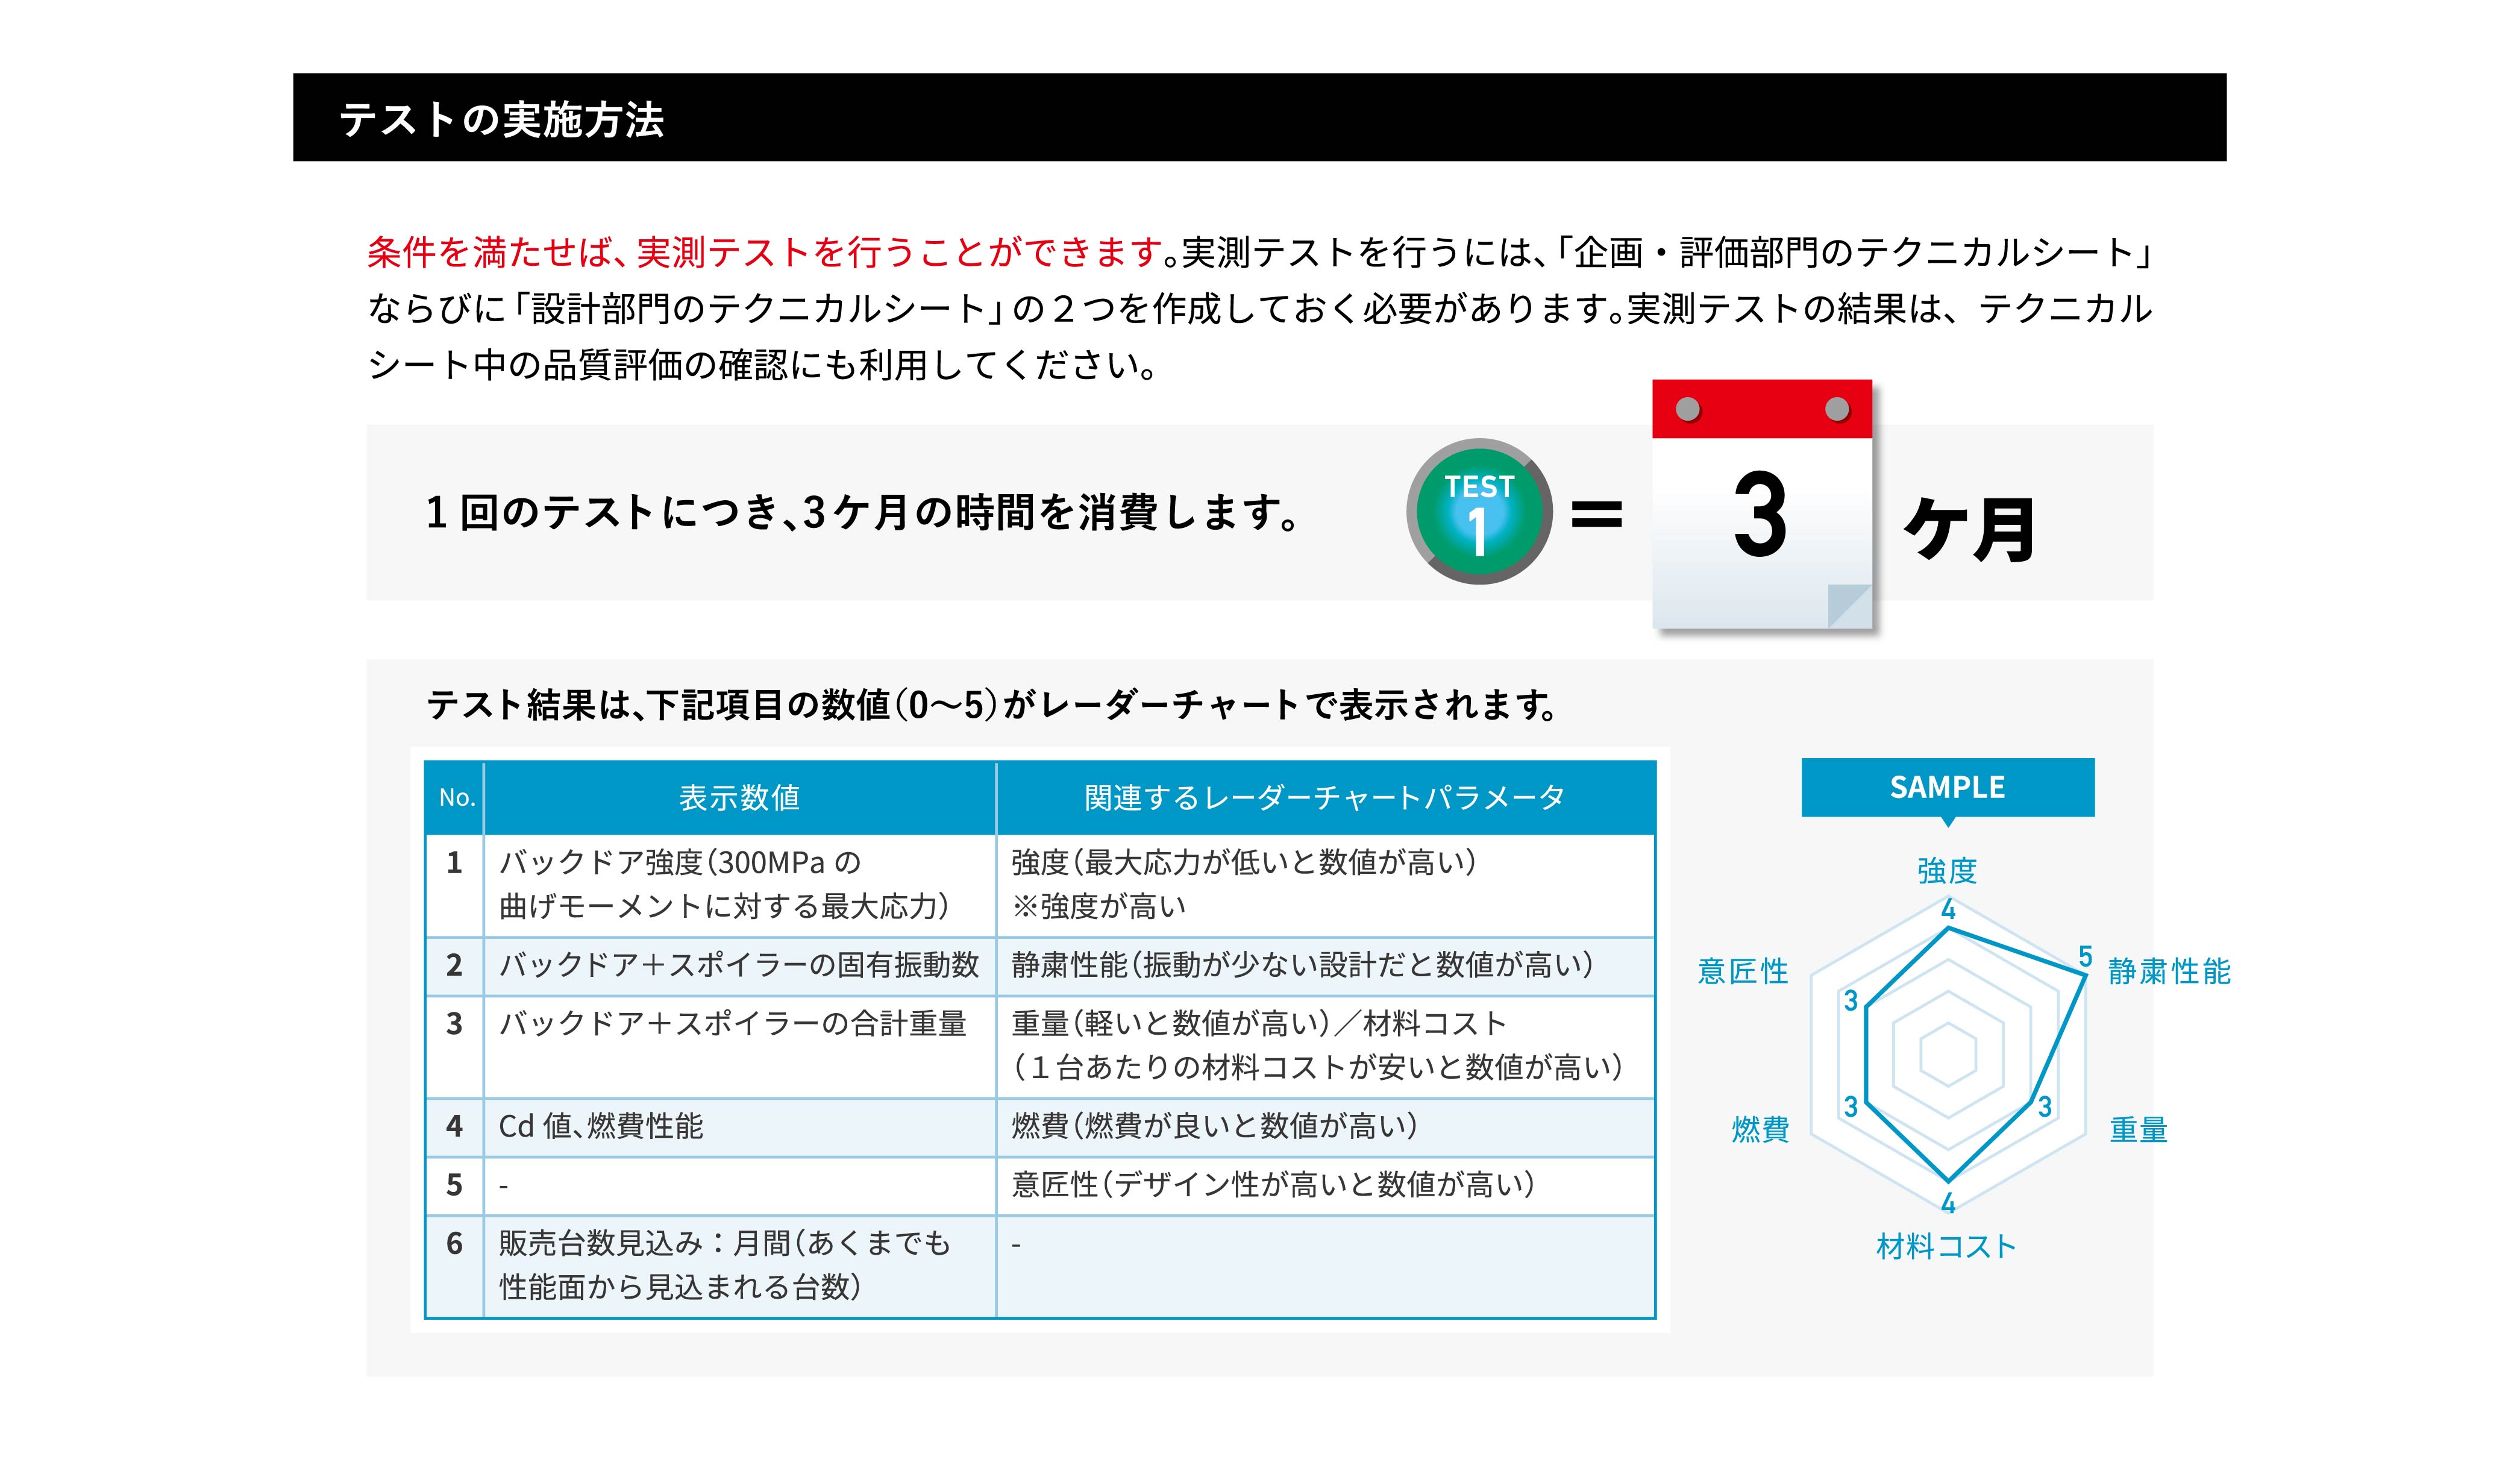 テストの実施方法
条件を満たせば、実測テストを行うことができます。実測テストを行うには、「企画・評価部門のテクニカルシート」
ならびに「設計部門のテクニカルシート」の２つを作成しておく必要があります。実測テストの結果は、テクニカル
シート中の品質評価の確認にも利用してください。
1 回のテストにつき、3ケ月の時間を消費します。
TEST
1
=
3
ケ月
テスト結果は、下記項目の数値（0～5）がレーダーチャートで表示されます。
No. 表示数値 関連するレーダーチャートパラメータ
1 バックドア強度（300MPa の 強度（最大応力が低いと数値が高い）
曲げモーメントに対する最大応力） ※強度が高い
2 バックドア＋スポイラーの固有振動数 静粛性能（振動が少ない設計だと数値が高い）
3 バックドア＋スポイラーの合計重量 重量（軽いと数値が高い）／材料コスト
（１台あたりの材料コストが安いと数値が高い）
4 Cd 値、燃費性能 燃費（燃費が良いと数値が高い）
5 - 意匠性（デザイン性が高いと数値が高い）
6 販売台数見込み：月間（あくまでも -
性能面から見込まれる台数）
SAMPLE
強度
4
5
静粛性能
意匠性
3
燃費
3
3
重量
4
材料コスト